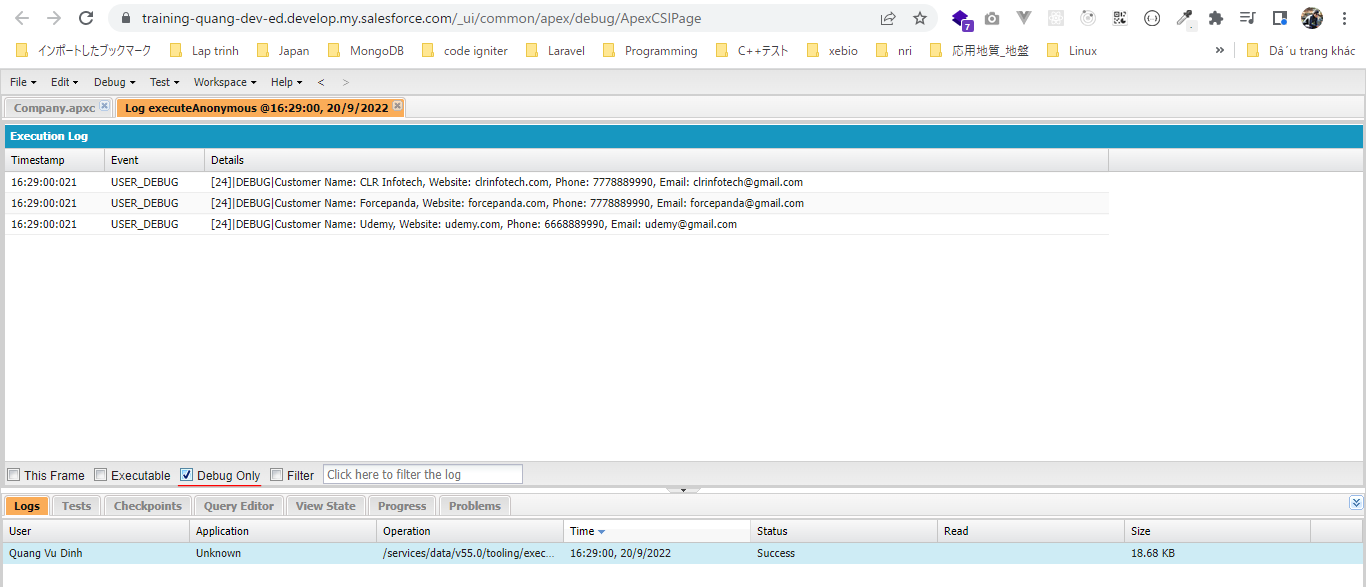 training-quang-dev-ed.develop.my.salesforce.com/_ui/common/apex/debug/ApexCSIPage
7
インポートしたブックマーク Lap trinh Japan MongoDB code igniter Laravel Programming C++テスト xebio nri 応用地質_地盤 Linux » Dấu trang khác
File Edit Debug Test Workspace Help < >
Company.apxc Log executeAnonymous @16:29:00, 20/9/2022
Execution Log
Timestamp Event Details
16:29:00:021 USER_DEBUG [24]|DEBUG|Customer Name: CLR Infotech, Website: clrinfotech.com, Phone: 7778889990, Email: clrinfotech@gmail.com
16:29:00:021 USER_DEBUG [24]|DEBUG|Customer Name: Forcepanda, Website: forcepanda.com, Phone: 7778889990, Email: forcepanda@gmail.com
16:29:00:021 USER_DEBUG [24]|DEBUG|Customer Name: Udemy, Website: udemy.com, Phone: 6668889990, Email: udemy@gmail.com
This Frame Executable Debug Only Filter Click here to filter the log
Logs Tests Checkpoints Query Editor View State Progress Problems
User Application Operation Time Status Read Size
Quang Vu Dinh Unknown /services/data/v55.0/tooling/exec... 16:29:00, 20/9/2022 Success 18.68 KB